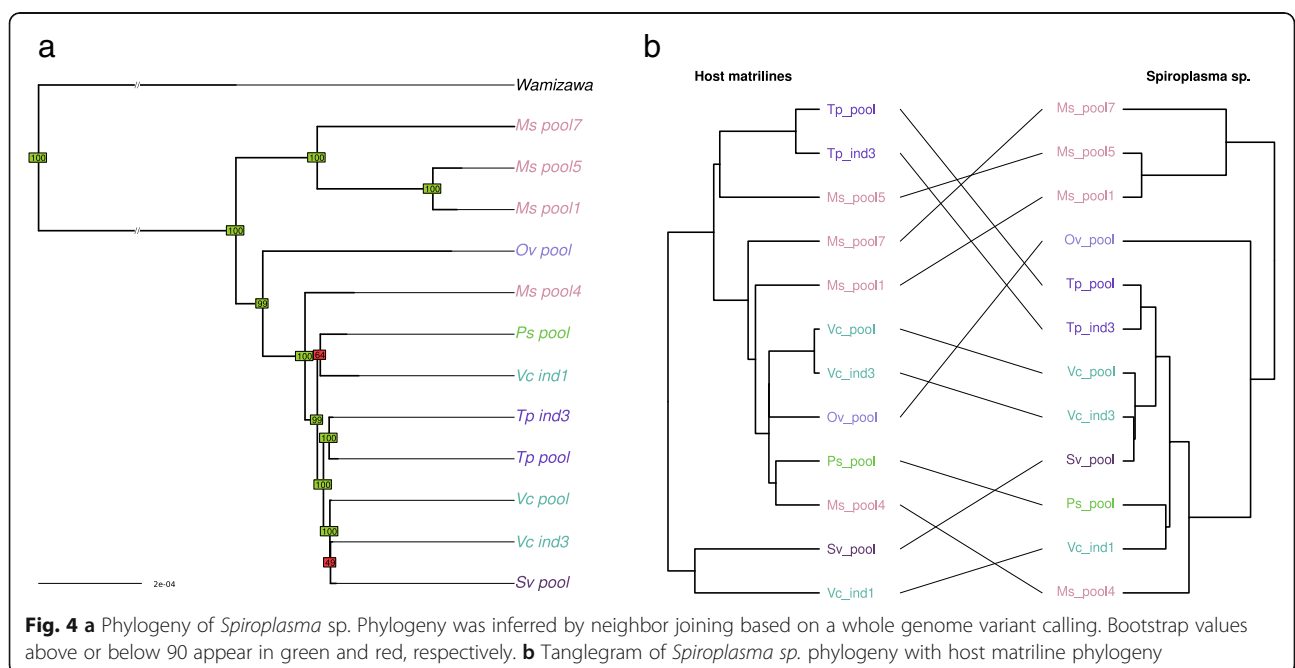 a
Wamizawa
Ms pool7
100
100
Ms pool5
100
Ms pool1
100
Ov pool
99
Ms pool4
Ps pool
100
64
Vc ind1
99
Tp ind3
100
Tp pool
100
Vc pool
100
Vc ind3
49
Sv pool
2e-04
b
Host matrilines
Spiroplasma sp.
Tp_pool
Ms_pool7
Tp_ind3
Ms_pool5
Ms_pool5
Ms_pool1
Ms_pool7
Ov_pool
Ms_pool1
Tp_pool
Vc_pool
Tp_ind3
Vc_ind3
Vc_pool
Ov_pool
Vc_ind3
Ps_pool
Sv_pool
Ms_pool4
Ps_pool
Sv_pool
Vc_ind1
Vc_ind1
Ms_pool4
Fig. 4 a Phylogeny of Spiroplasma sp. Phylogeny was inferred by neighbor joining based on a whole genome variant calling. Bootstrap values
above or below 90 appear in green and red, respectively. b Tanglegram of Spiroplasma sp. phylogeny with host matriline phylogeny